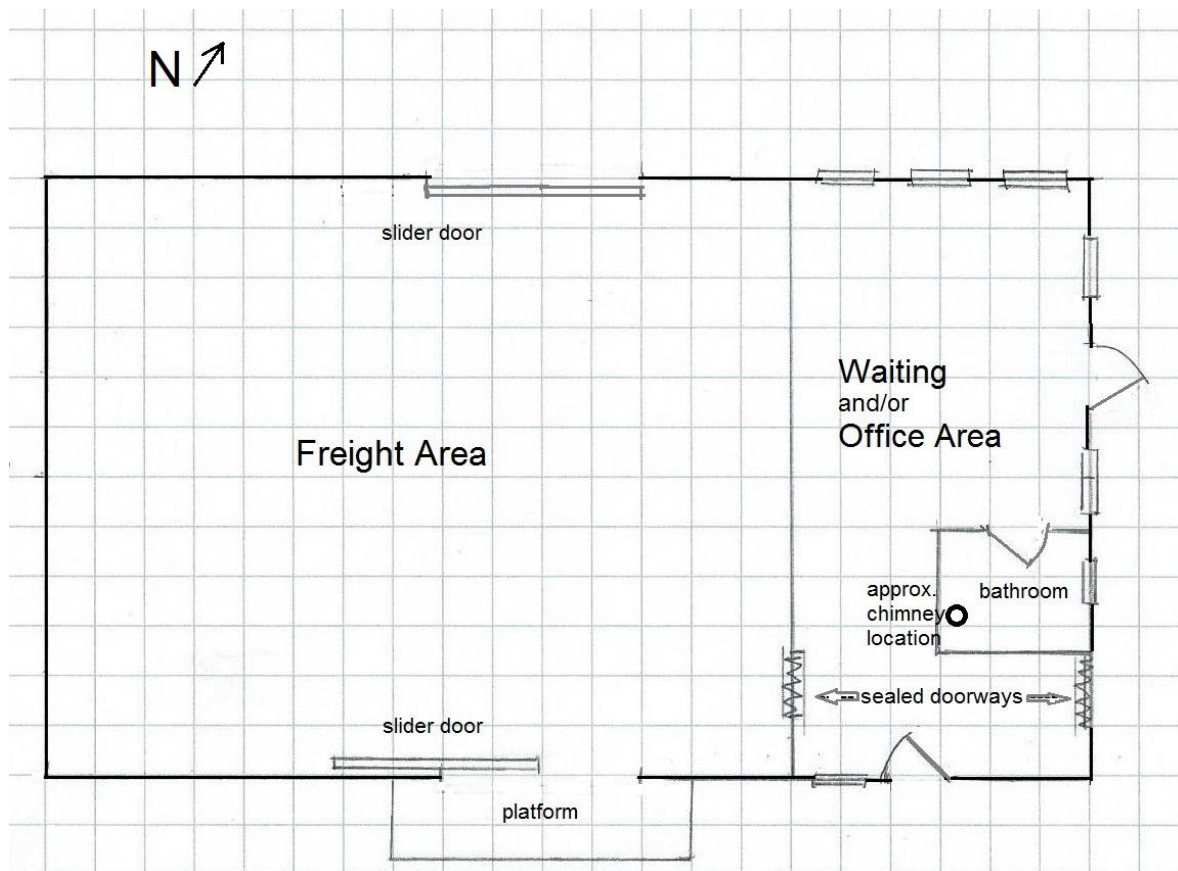 N
slider door
Waiting
and/or
Office Area
Freight Area
approx.
chimney
location
bathroom
sealed doorways
slider door
platform